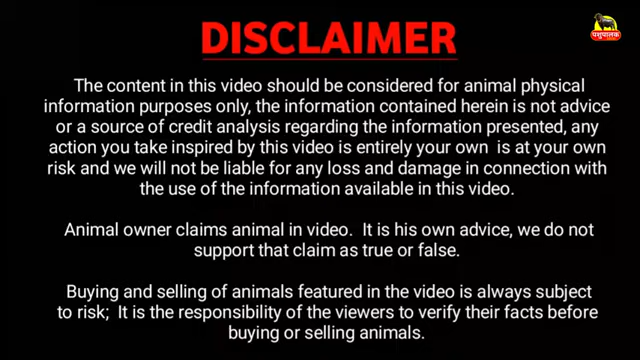 DISCLAIMER
पशुपालक
The content in this video should be considered for animal physical
information purposes only, the information contained herein is not advice
or a source of credit analysis regarding the information presented, any
action you take inspired by this video is entirely your own is at your own
risk and we will not be liable for any loss and damage in connection with
the use of the information available in this video.
Animal owner claims animal in video. It is his own advice, we do not
support that claim as true or false.
Buying and selling of animals featured in the video is always subject
to risk; It is the responsibility of the viewers to verify their facts before
buying or selling animals.